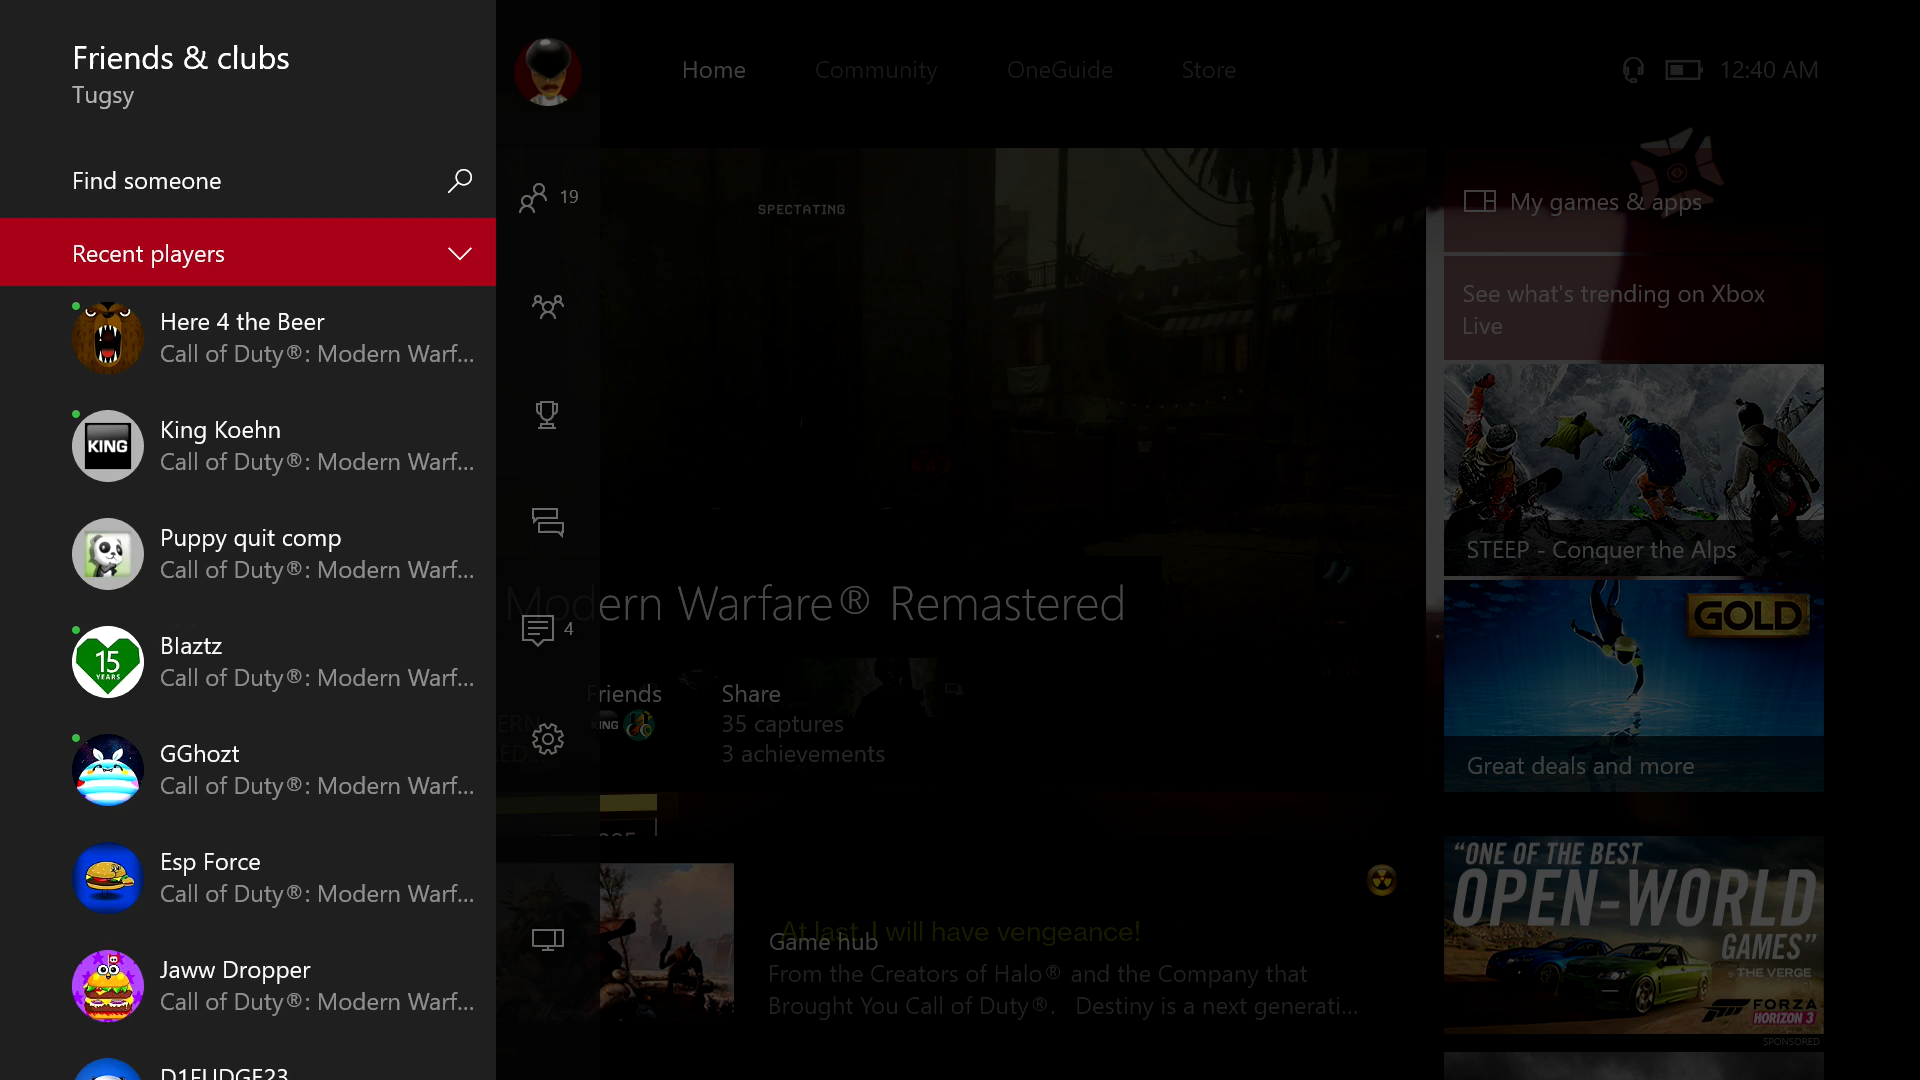 Friends & clubs
Tugsy
Find someone
Recent players
Here 4 the Beer
Call of Duty®: Modern Warf...
King Koehn
Call of Duty®: Modern Warf...
Puppy quit comp
Call of Duty®: Modern Warf...
Blaztz
Call of Duty®: Modern Warf...
GGhozt
Call of Duty®: Modern Warf...
Esp Force
Call of Duty®: Modern Warf...
Jaww Dropper
Call of Duty®: Modern Warf...
D1FUDGE23
KING
15
YEARS
Home
Community
OneGuide
Store
12:40 AM
19
4
SPECTATING
Modern Warfare® Remastered
Friends
KING
Share
35 captures
3 achievements
At last, I will have vengeance!
Game hub
From the Creators of Halo® and the Company that
Brought You Call of Duty®. Destiny is a next generati...
My games & apps
See what's trending on Xbox
Live
STEEP - Conquer the Alps
GOLD
Great deals and more
"ONE OF THE BEST
OPEN-WORLD
GAMES"
- THE VERGE
FORZA
HORIZON 3
SPONSORED